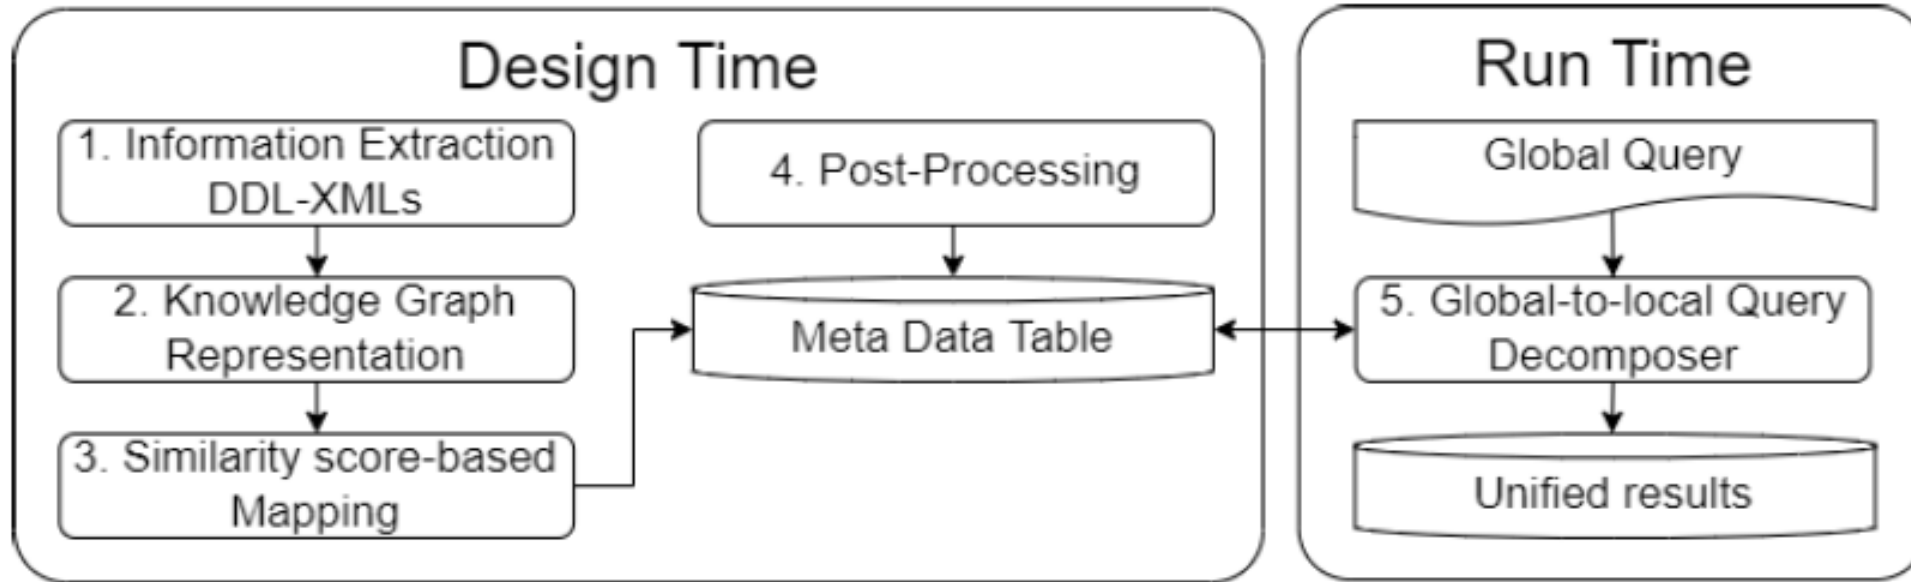 Design Time
1. Information Extraction
DDL-XMLs
2. Knowledge Graph
Representation
3. Similarity score-based
Mapping
4. Post-Processing
Meta Data Table
Run Time
Global Query
5. Global-to-local Query
Decomposer
Unified results